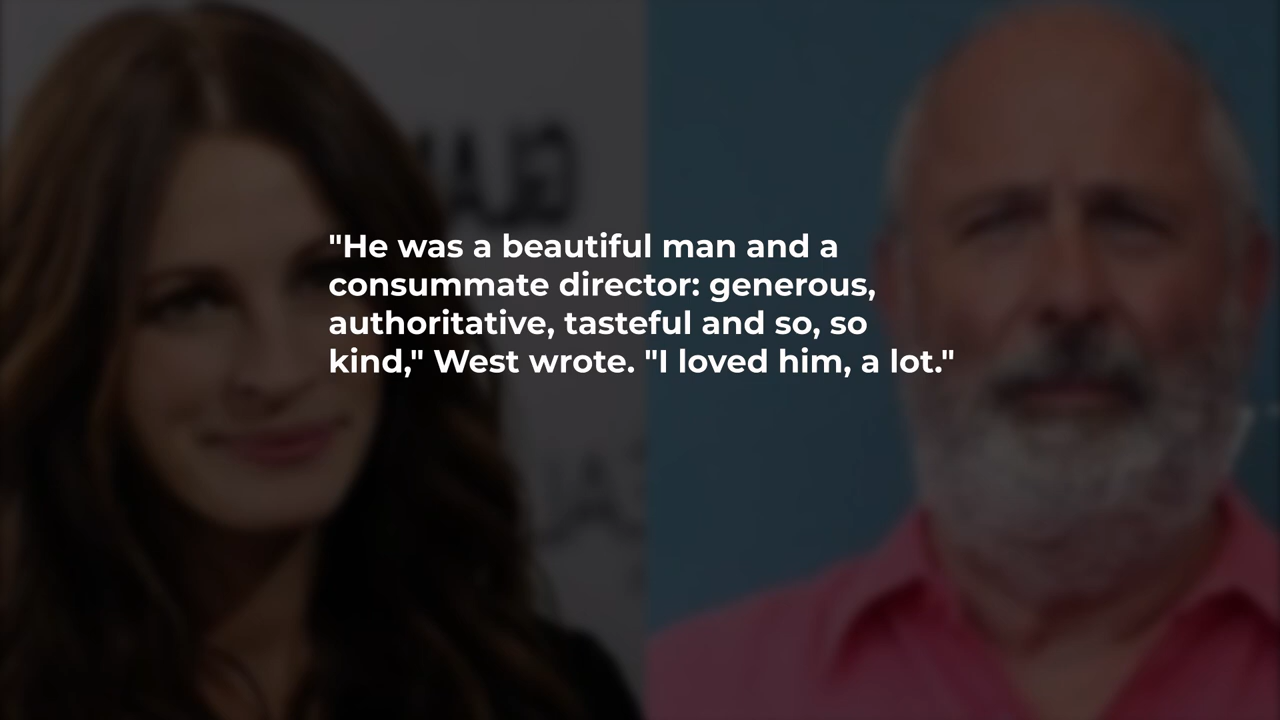 "He was a beautiful man and a
consummate director: generous,
authoritative, tasteful and so, so
kind," West wrote. "I loved him, a lot."